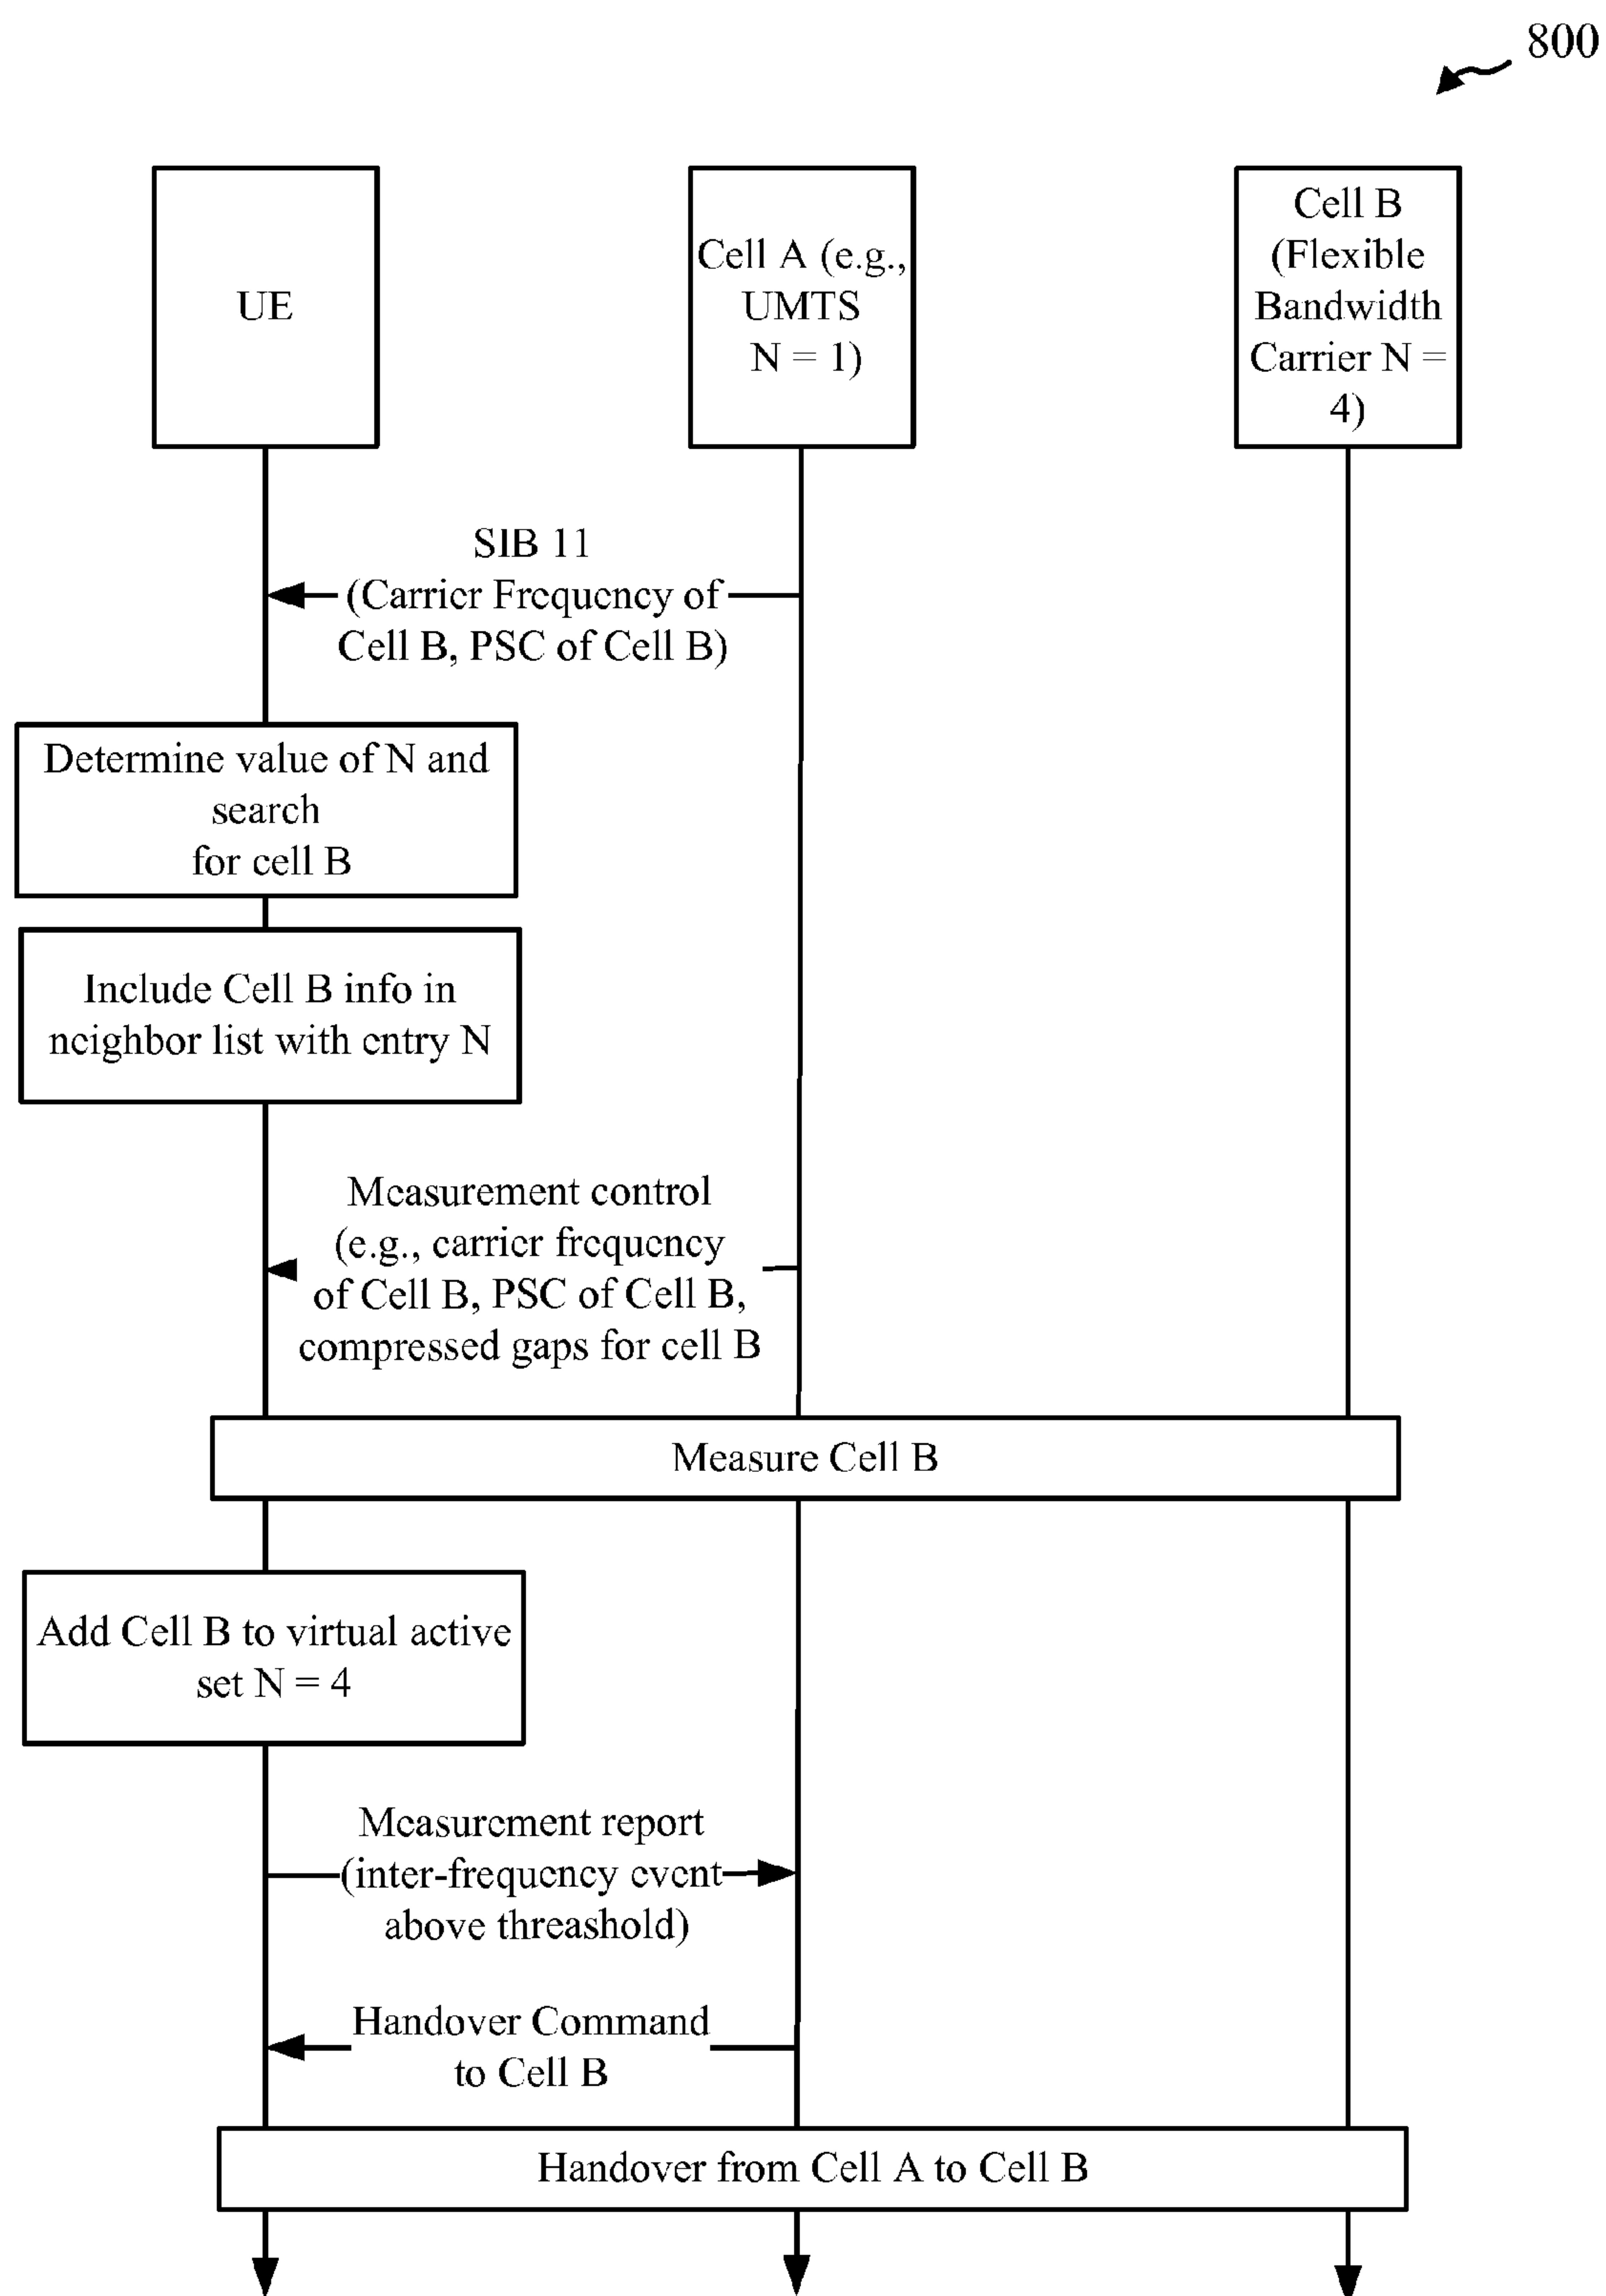 800
UE
Cell A (e.g.,
UMTS
N = 1)
Cell B
(Flexible
Bandwidth
Carrier N =
4)
SIB 11
(Carrier Frequency of
Cell B, PSC of Cell B)
Determine value of N and
search
for cell B
Include Cell B info in
neighbor list with entry N
Measurement control
(e.g., carrier frequency
of Cell B, PSC of Cell B,
compressed gaps for cell B
Measure Cell B
Add Cell B to virtual active
set N = 4
Measurement report
(inter-frequency event
above threashold)
Handover Command
to Cell B
Handover from Cell A to Cell B